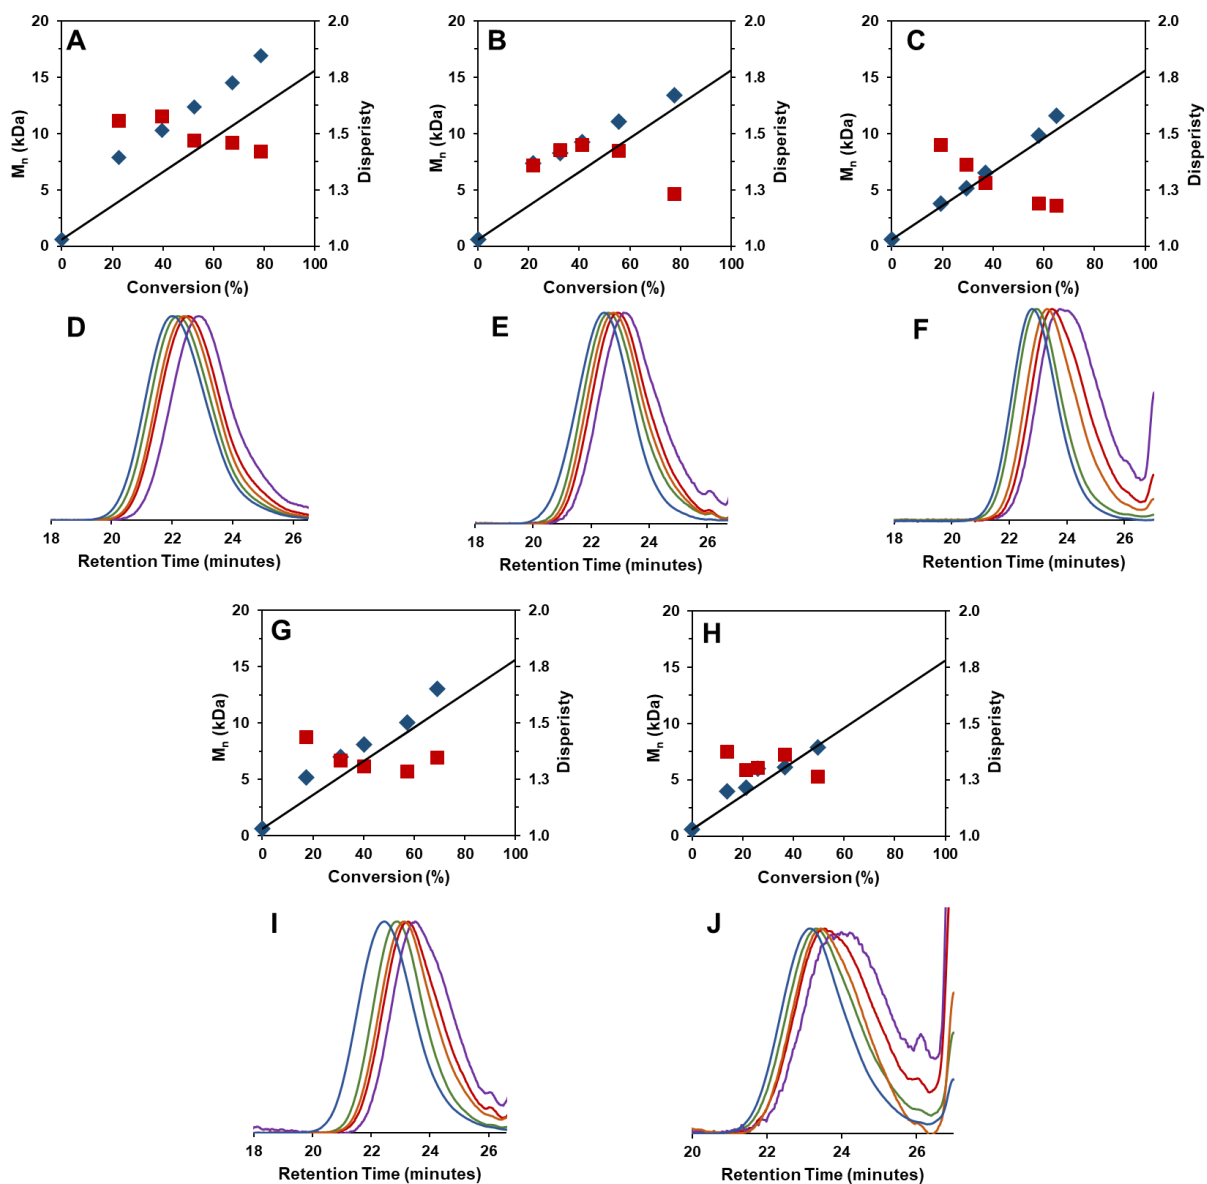 A
20
15
10
5
0
Mn (kDa)
2.0
1.8
1.5
1.3
1.0
Disperisty
0 20 40 60 80 100
Conversion (%)
B
20
15
10
5
0
Mn (kDa)
2.0
1.8
1.5
1.3
1.0
Disperisty
0 20 40 60 80 100
Conversion (%)
C
20
15
10
5
0
Mn (kDa)
2.0
1.8
1.5
1.3
1.0
Disperisty
0 20 40 60 80 100
Conversion (%)
D
18 20 22 24 26
Retention Time (minutes)
E
18 20 22 24 26
Retention Time (minutes)
F
18 20 22 24 26
Retention Time (minutes)
G
20
15
10
5
0
Mn (kDa)
2.0
1.8
1.5
1.3
1.0
Disperisty
0 20 40 60 80 100
Conversion (%)
H
20
15
10
5
0
Mn (kDa)
2.0
1.8
1.5
1.3
1.0
Disperisty
0 20 40 60 80 100
Conversion (%)
I
18 20 22 24 26
Retention Time (minutes)
J
20 22 24 26
Retention Time (minutes)